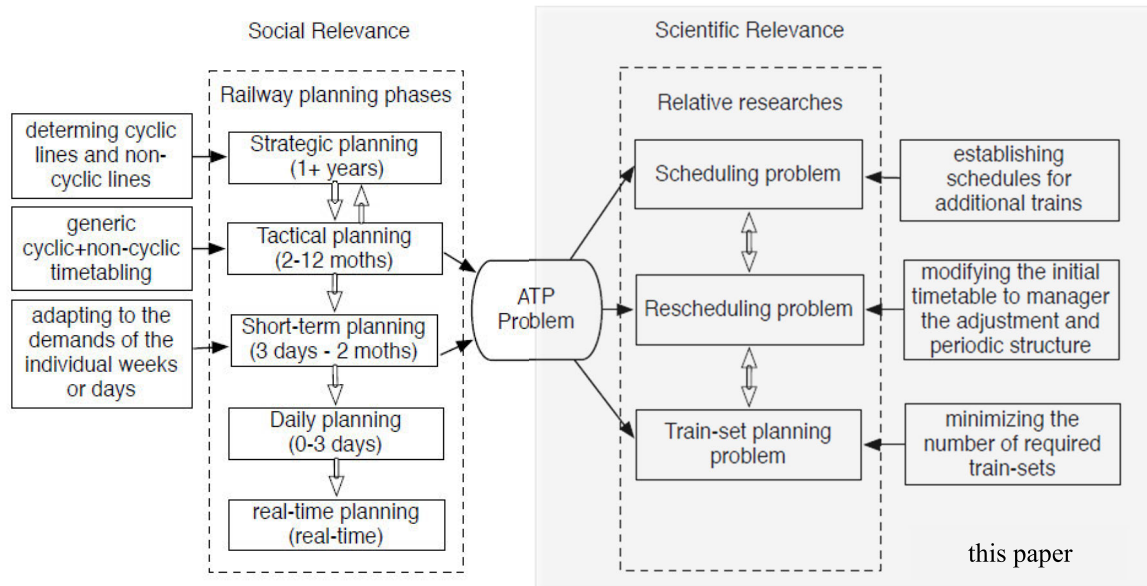 Social Relevance
Scientific Relevance
Railway planning phases
Relative researches
determing cyclic
lines and non-
cyclic lines
Strategic planning
(1+ years)
Scheduling problem
establishing
schedules for
additional trains
generic
cyclic+non-cyclic
timetabling
Tactical planning
(2-12 moths)
ATP
Problem
Rescheduling problem
modifying the initial
timetable to manager
the adjustment and
periodic structure
adapting to the
demands of the
individual weeks
or days
Short-term planning
(3 days - 2 moths)
Daily planning
(0-3 days)
Train-set planning
problem
minimizing the
number of required
train-sets
real-time planning
(real-time)
this paper